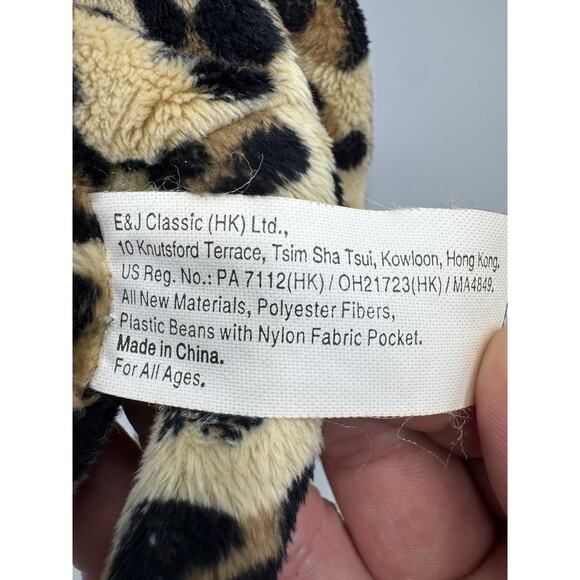 E&J Classic (HK) Ltd.,
10 Knutsford Terrace, Tsim Sha Tsui, Kowloon, Hong Kong,
US Reg. No.: PA 7112(HK) / OH21723(HK) / MA4849,
All New Materials, Polyester Fibers,
Plastic Beans with Nylon Fabric Pocket.
Made in China.
For All Ages.